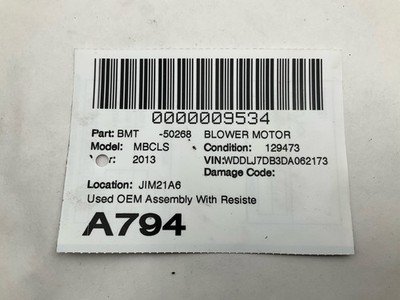 0000009534
Part: BMT -50268 BLOWER MOTOR
Model: MBCLS Condition: 129473
2013 VIN:WDDLJ7DB3DA062173
Damage Code:
Location: JIM21A6
Used OEM Assembly With Resiste
A794